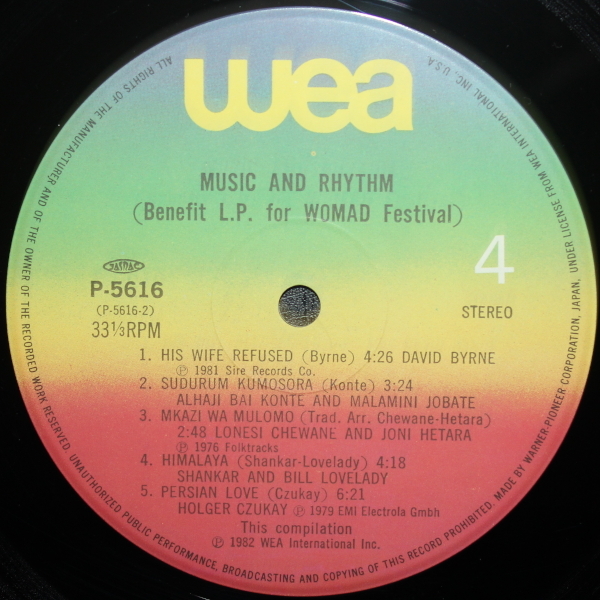 wea
MUSIC AND RHYTHM
(Benefit L.P. for WOMAD Festival)
4
JASRAC
P-5616
(P-5616-2)
33⅓RPM
STEREO
1. HIS WIFE REFUSED (Byrne) 4:26 DAVID BYRNE
℗ 1981 Sire Records Co.
2. SUDURUM KUMOSORA (Konte) 3:24
ALHAJI BAI KONTE AND MALAMINI JOBATE
3. MKAZI WA MULOMO (Trad. Arr. Chewane-Hetara)
2:48 LONESI CHEWANE AND JONI HETARA
℗ 1976 Folktracks
4. HIMALAYA (Shankar-Lovelady) 4:18
SHANKAR AND BILL LOVELADY
5. PERSIAN LOVE (Czukay) 6:21
HOLGER CZUKAY ℗ 1979 EMI Electrola Gmbh
This compilation
℗ 1982 WEA International Inc.
ALL RIGHTS OF THE MANUFACTURER AND OF THE OWNER OF THE RECORDED WORK RESERVED. UNAUTHORIZED PUBLIC PERFORMANCE, BROADCASTING AND COPYING OF THIS RECORD PROHIBITED. MADE BY WARNER-PIONEER CORPORATION, JAPAN, UNDER LICENSE FROM WEA INTERNATIONAL INC., U.S.A